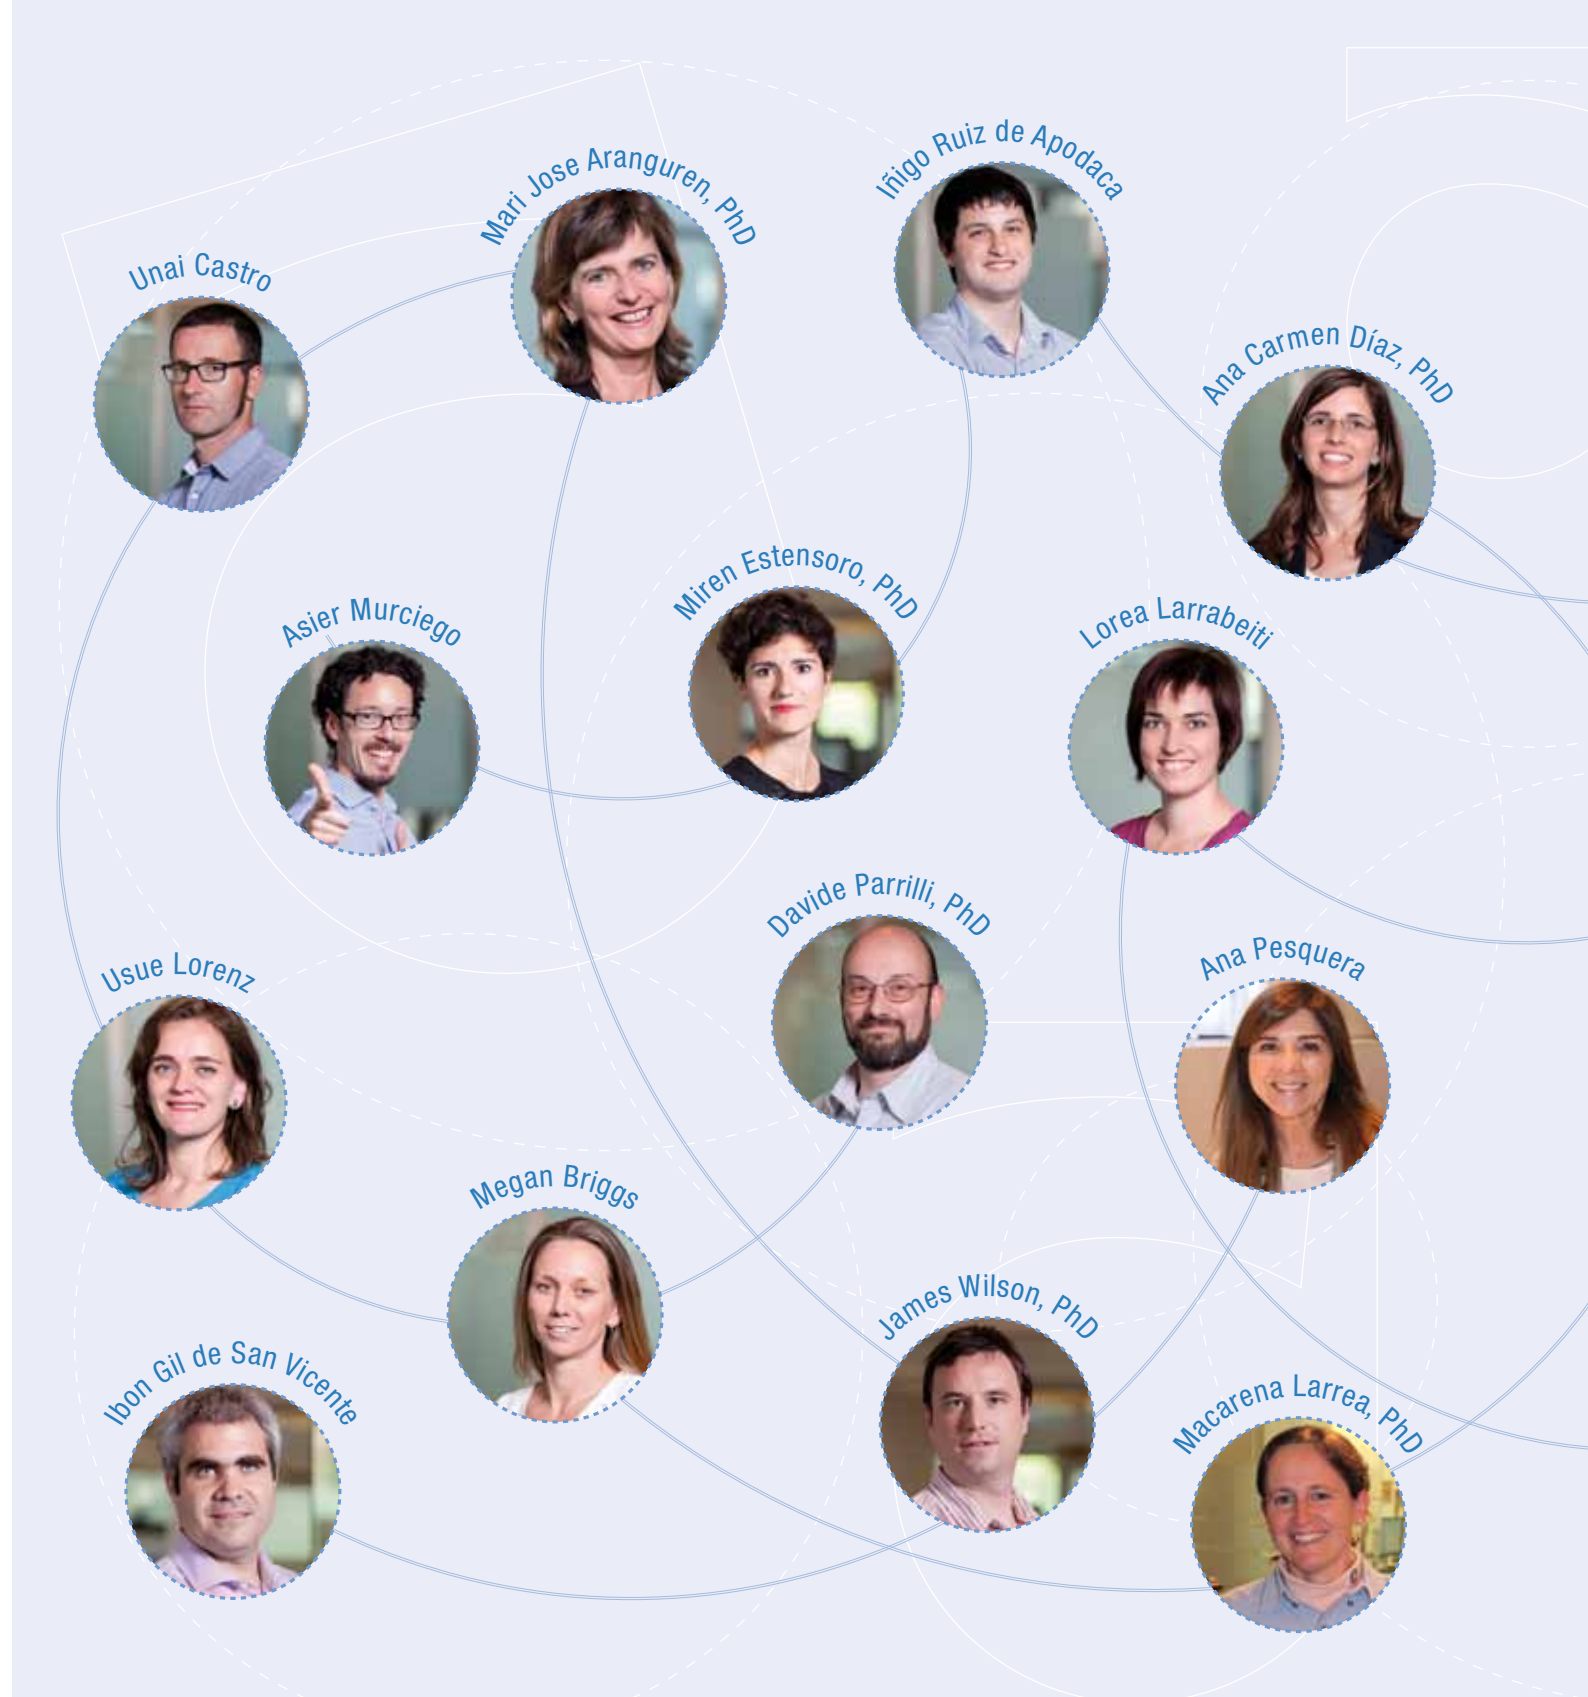 Iñigo Ruiz de Apodaca
Mari Jose Aranguren, PhD
Unai Castro
Ana Carmen Díaz, PhD
Miren Estensoro, PhD
Asier Murciego
Lorea Larrabeiti
Davide Parrilli, PhD
Ana Pesquera
Usue Lorenz
Megan Briggs
James Wilson, PhD
Ibon Gil de San Vicente
Macarena Larrea, PhD